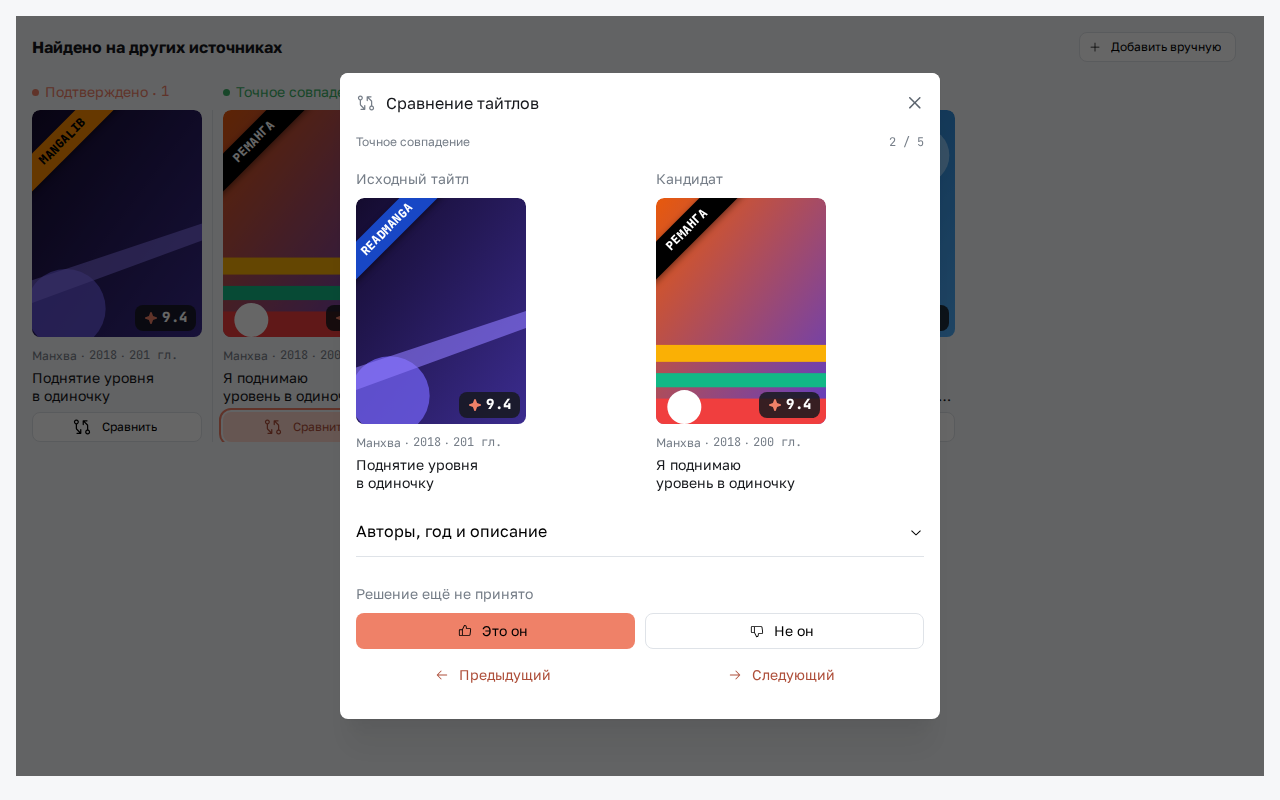 Найдено на других источниках
+ Добавить вручную
Подтверждено · 1
Точное совпаде
MANGALIB
РЕМАНГА
9.4
Манхва · 2018 · 201 гл.
Манхва · 2018 · 200
Поднятие уровня
в одиночку
Я поднимаю
уровень в одино
Сравнить
Сравнит
Сравнение тайтлов
Точное совпадение
2 / 5
Исходный тайтл
Кандидат
READMANGA
РЕМАНГА
9.4
9.4
Манхва · 2018 · 201 гл.
Манхва · 2018 · 200 гл.
Поднятие уровня
в одиночку
Я поднимаю
уровень в одиночку
Авторы, год и описание
Решение ещё не принято
Это он
Не он
← Предыдущий
→ Следующий